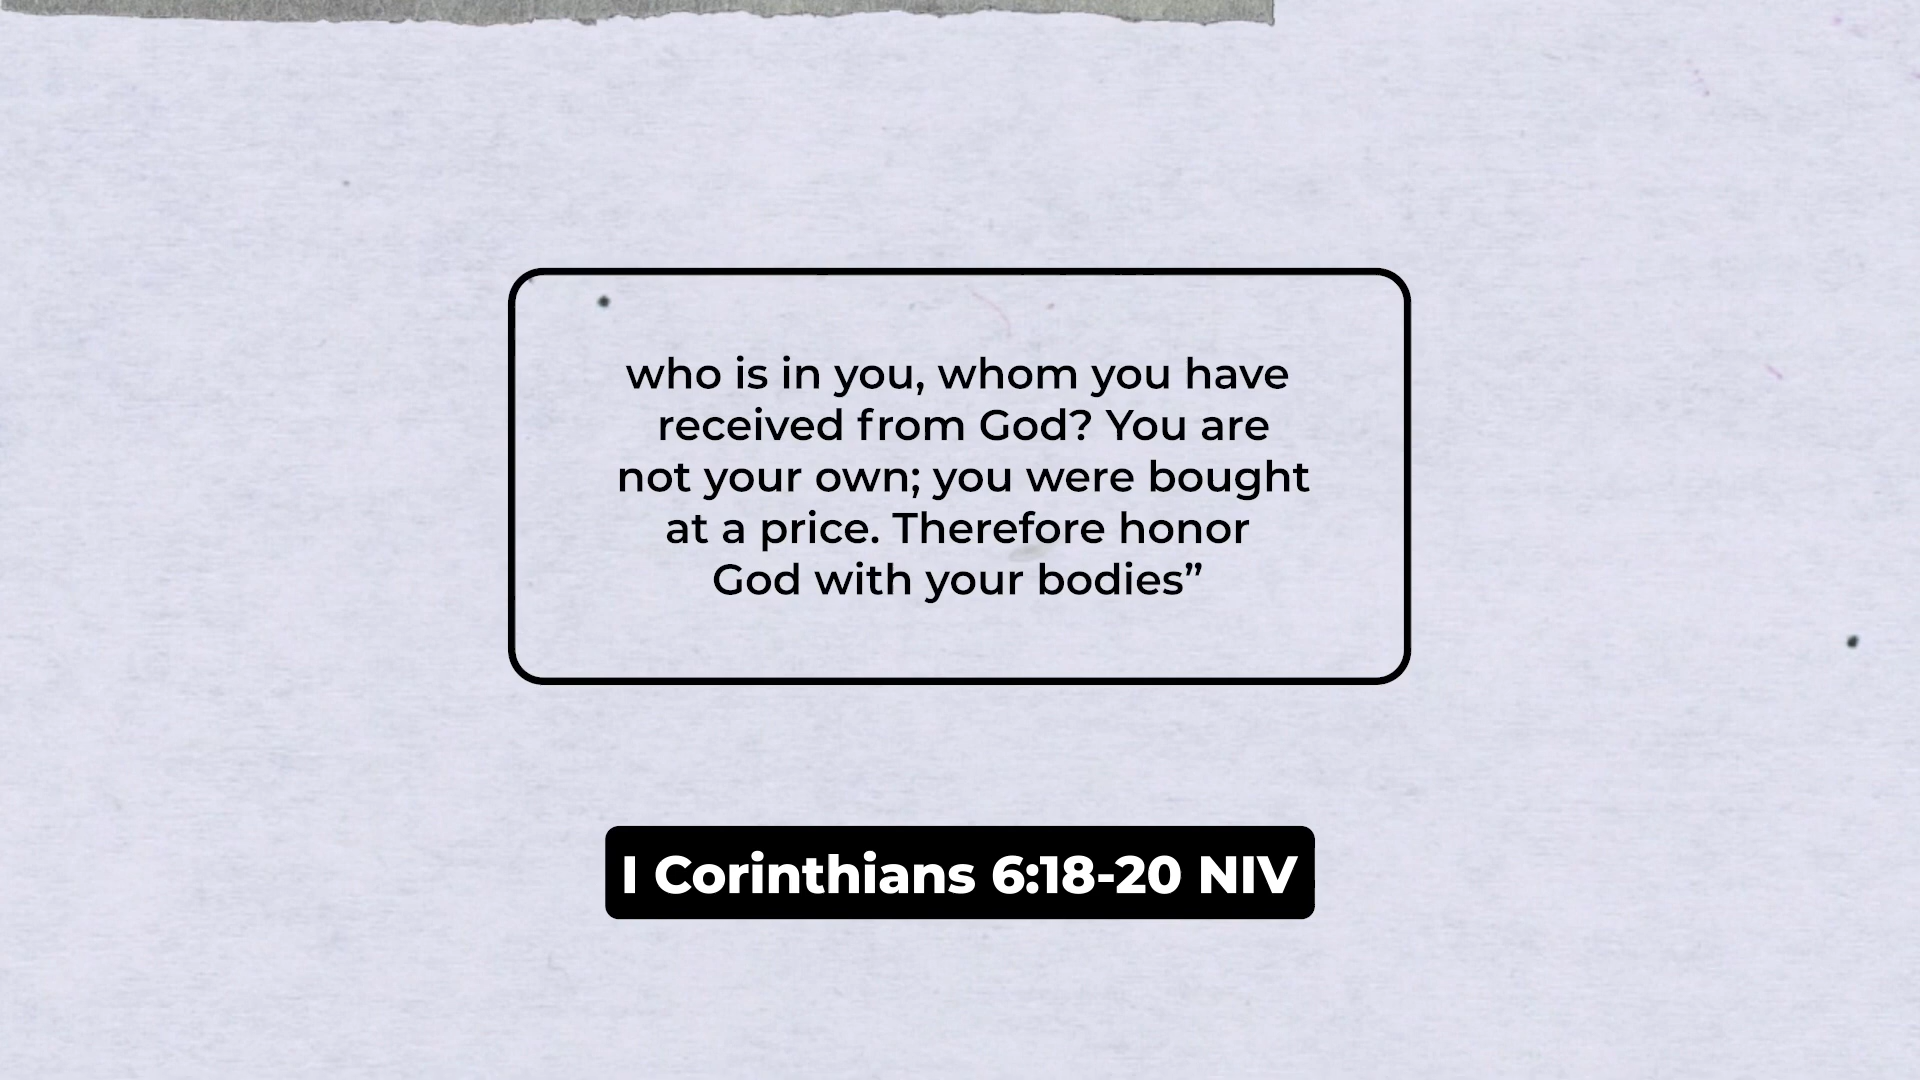 who is in you, whom you have
received from God? You are
not your own; you were bought
at a price. Therefore honor
God with your bodies”
I Corinthians 6:18-20 NIV